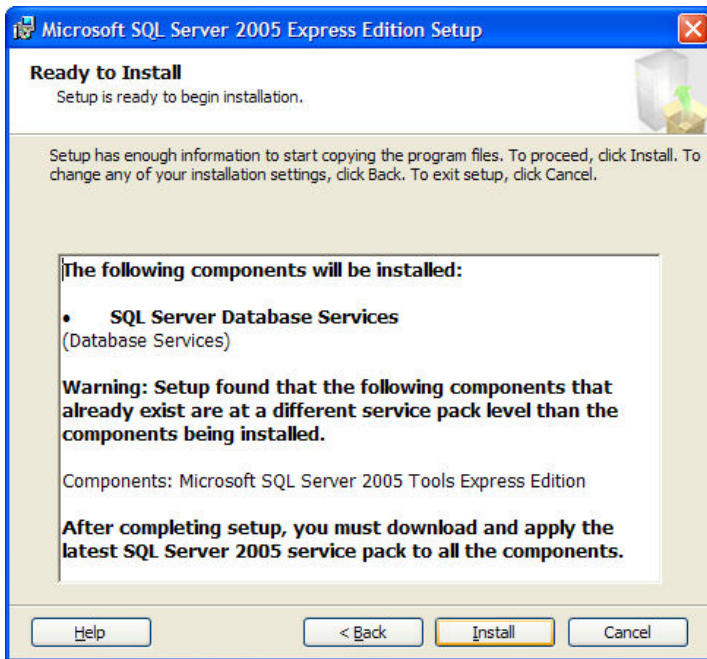 Microsoft SQL Server 2005 Express Edition Setup
Ready to Install
Setup is ready to begin installation.
Setup has enough information to start copying the program files. To proceed, click Install. To
change any of your installation settings, click Back. To exit setup, click Cancel.
The following components will be installed:
• SQL Server Database Services
(Database Services)
Warning: Setup found that the following components that
already exist are at a different service pack level than the
components being installed.
Components: Microsoft SQL Server 2005 Tools Express Edition
After completing setup, you must download and apply the
latest SQL Server 2005 service pack to all the components.
Help
< Back
Install
Cancel